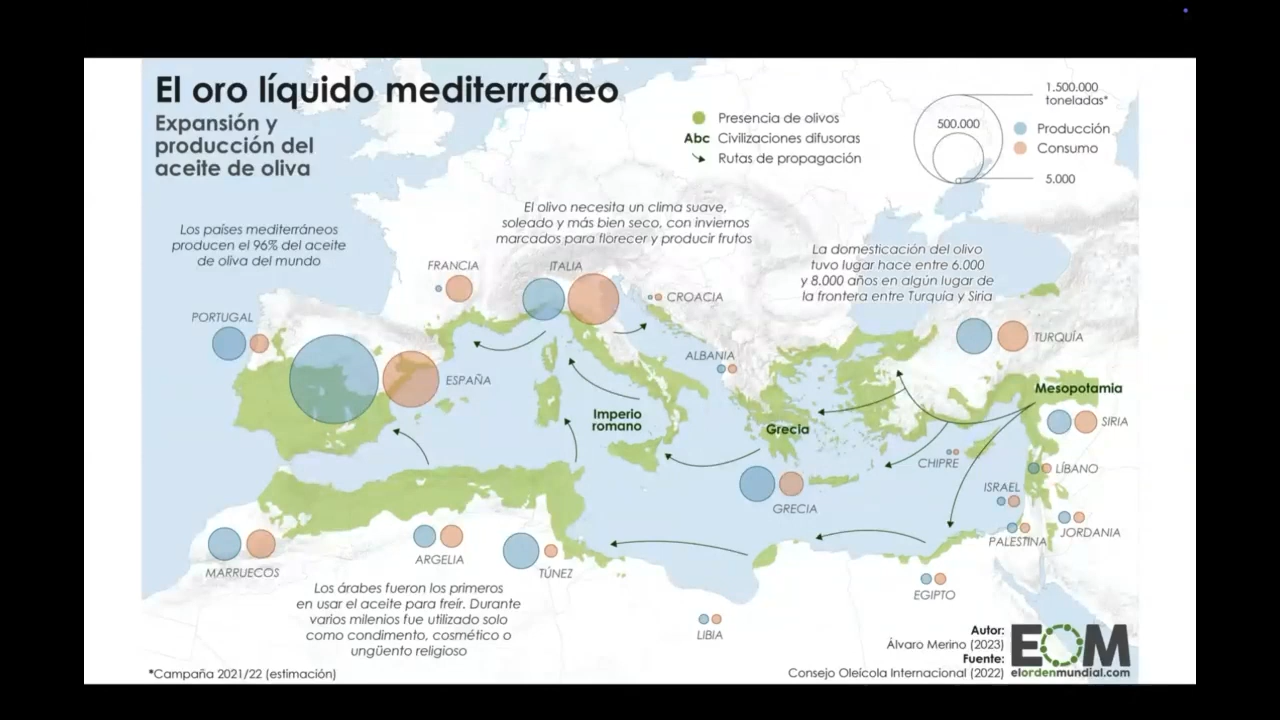 El oro líquido mediterráneo
Expansión y
producción del
aceite de oliva
Presencia de olivos
Abc Civilizaciones difusoras
Rutas de propagación
1.500.000
toneladas*
500.000
Producción
Consumo
5.000
Los países mediterráneos
producen el 96% del aceite
de oliva del mundo
El olivo necesita un clima suave,
soleado y más bien seco, con inviernos
marcados para florecer y producir frutos
La domesticación del olivo
tuvo lugar hace entre 6.000
y 8.000 años en algún lugar de
la frontera entre Turquía y Siria
FRANCIA
ITALIA
CROACIA
PORTUGAL
TURQUÍA
ALBANIA
ESPAÑA
Mesopotamia
Imperio
romano
Grecia
SIRIA
CHIPRE
LÍBANO
ISRAEL
GRECIA
JORDANIA
PALESTINA
MARRUECOS
ARGELIA
TÚNEZ
EGIPTO
LIBIA
Los árabes fueron los primeros
en usar el aceite para freír. Durante
varios milenios fue utilizado solo
como condimento, cosmético o
ungüento religioso
*Campaña 2021/22 (estimación)
Autor:
Álvaro Merino (2023)
Fuente:
Consejo Oleícola Internacional (2022)
EOM
elordenmundial.com